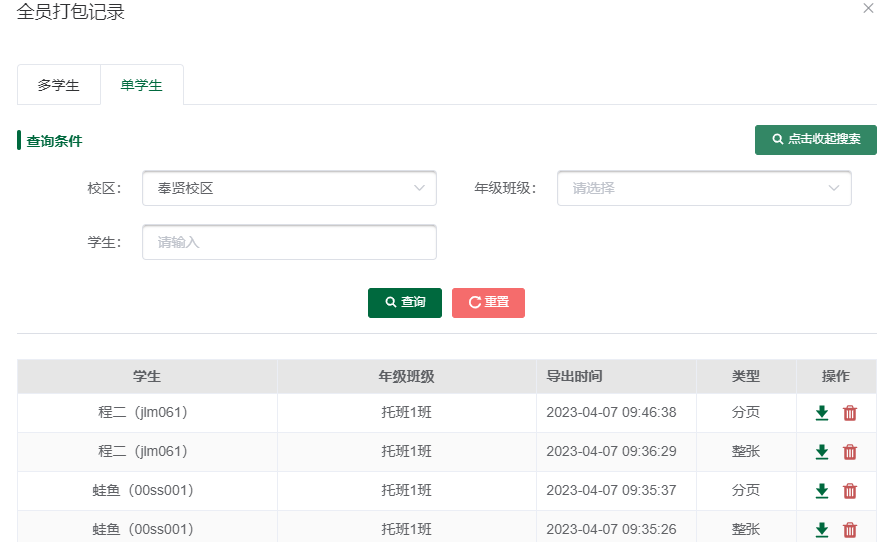 全员打包记录
多学生 单学生
查询条件 点击收起搜索
校区： 奉贤校区 年级班级： 请选择
学生： 请输入
查询 重置
学生 年级班级 导出时间 类型 操作
程二（jlm061） 托班1班 2023-04-07 09:46:38 分页
程二（jlm061） 托班1班 2023-04-07 09:36:29 整张
蛙鱼（00ss001） 托班1班 2023-04-07 09:35:37 分页
蛙鱼（00ss001） 托班1班 2023-04-07 09:35:26 整张